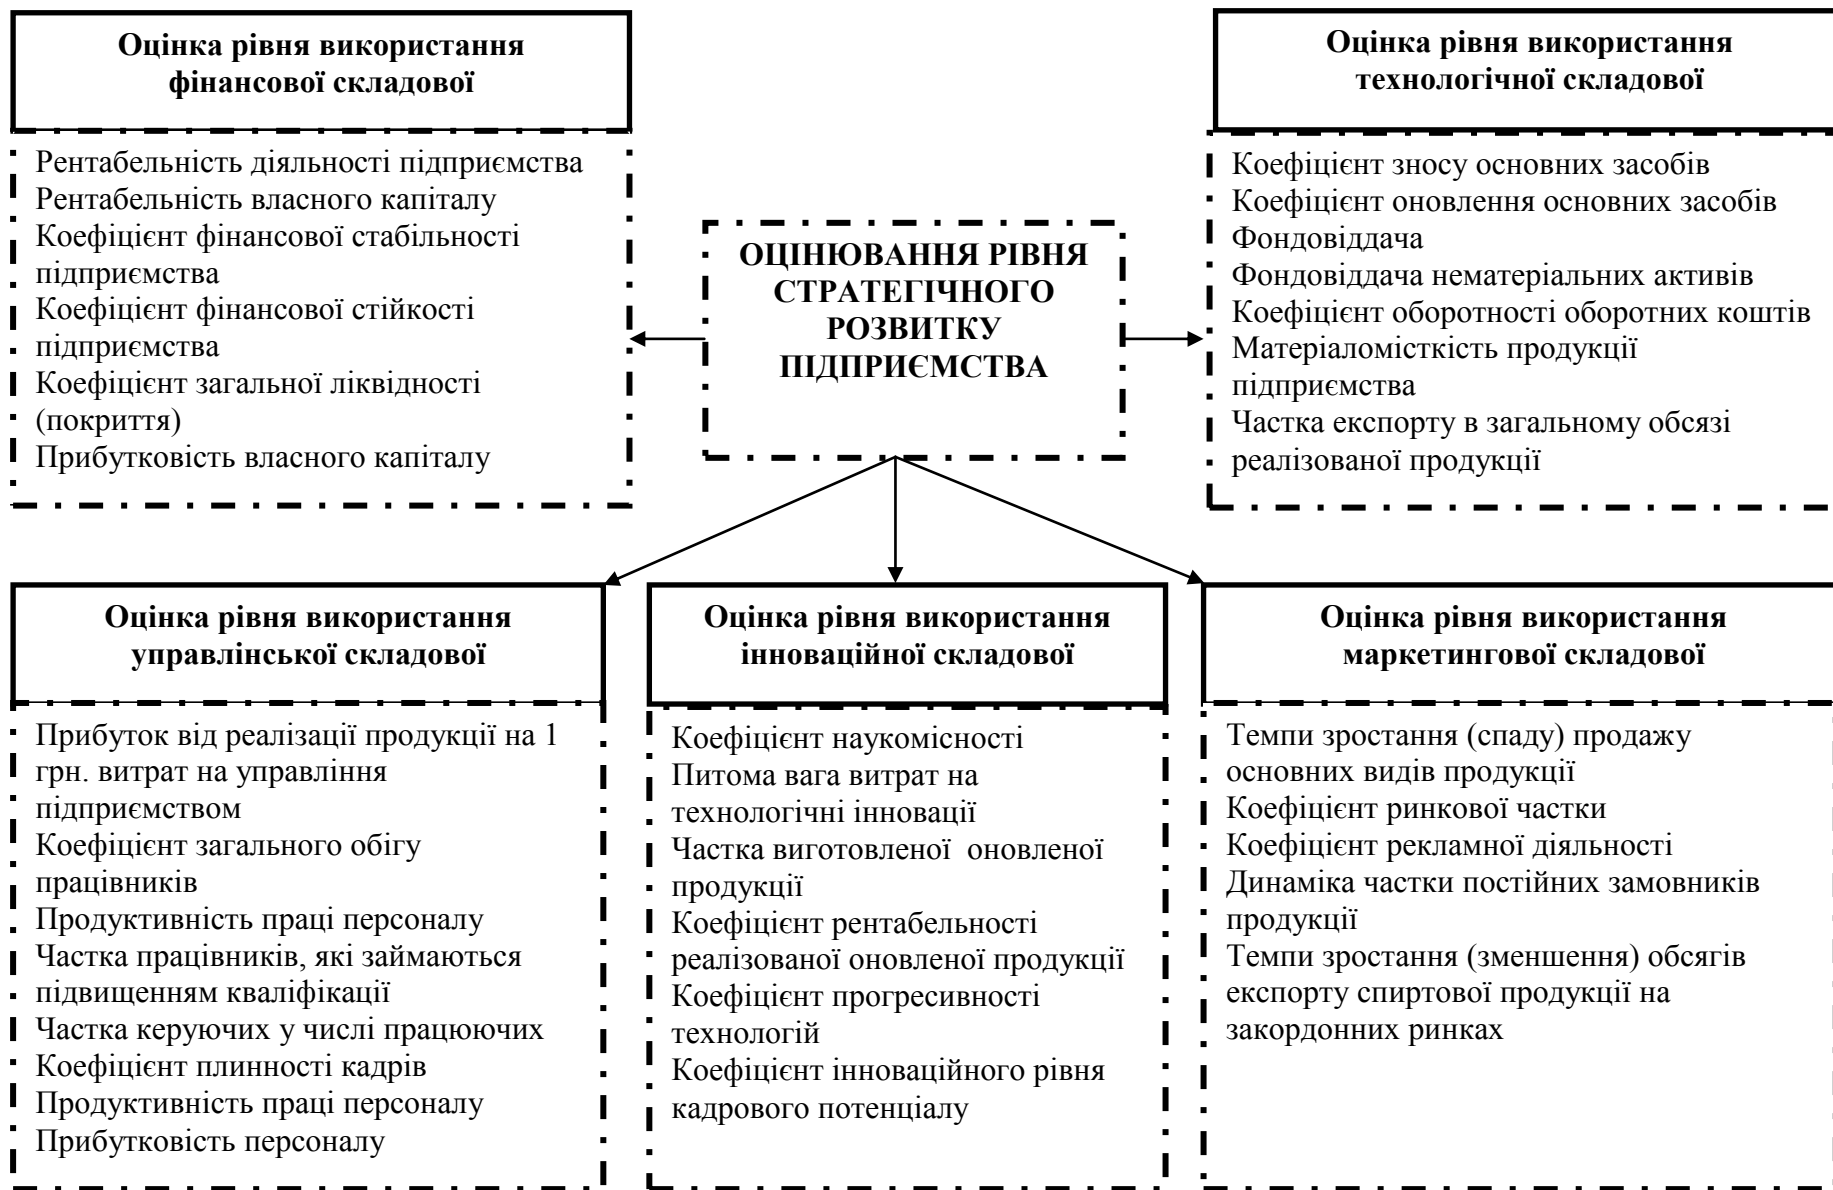 Оцінка рівня використання
фінансової складової
Рентабельність діяльності підприємства
Рентабельність власного капіталу
Коефіцієнт фінансової стабільності
підприємства
Коефіцієнт фінансової стійкості
підприємства
Коефіцієнт загальної ліквідності
(покриття)
Прибутковість власного капіталу
ОЦІНЮВАННЯ РІВНЯ
СТРАТЕГІЧНОГО
РОЗВИТКУ
ПІДПРИЄМСТВА
Оцінка рівня використання
технологічної складової
Коефіцієнт зносу основних засобів
Коефіцієнт оновлення основних засобів
Фондовіддача
Фондовіддача нематеріальних активів
Коефіцієнт оборотності оборотних коштів
Матеріаломісткість продукції
підприємства
Частка експорту в загальному обсязі
реалізованої продукції
Оцінка рівня використання
управлінської складової
Прибуток від реалізації продукції на 1
грн. витрат на управління
підприємством
Коефіцієнт загального обігу
працівників
Продуктивність праці персоналу
Частка працівників, які займаються
підвищенням кваліфікації
Частка керуючих у числі працюючих
Коефіцієнт плинності кадрів
Продуктивність праці персоналу
Прибутковість персоналу
Оцінка рівня використання
інноваційної складової
Коефіцієнт наукомісності
Питома вага витрат на
технологічні інновації
Частка виготовленої  оновленої
продукції
Коефіцієнт рентабельності
реалізованої оновленої продукції
Коефіцієнт прогресивності
технологій
Коефіцієнт інноваційного рівня
кадрового потенціалу
Оцінка рівня використання
маркетингової складової
Темпи зростання (спаду) продажу
основних видів продукції
Коефіцієнт ринкової частки
Коефіцієнт рекламної діяльності
Динаміка частки постійних замовників
продукції
Темпи зростання (зменшення) обсягів
експорту спиртової продукції на
закордонних ринках